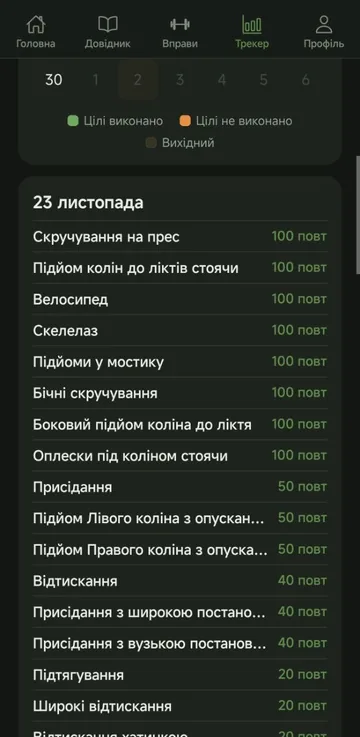 Головна
Довідник
Вправи
Трекер
Профіль
30 1 2 3 4 5 6
Цілі виконано
Цілі не виконано
Вихідний
23 листопада
Скручування на прес 100 повт
Підйом колін до ліктів стоячи 100 повт
Велосипед 100 повт
Скелелаз 100 повт
Підйоми у мостику 100 повт
Бічні скручування 100 повт
Боковий підйом коліна до ліктя 100 повт
Оплески під коліном стоячи 100 повт
Присідання 50 повт
Підйом Лівого коліна з опускан... 50 повт
Підйом Правого коліна з опуска... 50 повт
Відтискання 40 повт
Присідання з широкою постано... 40 повт
Присідання з вузькою постанов... 40 повт
Підтягування 20 повт
Широкі відтискання 20 повт
Відтискання хатинкою 20 повт